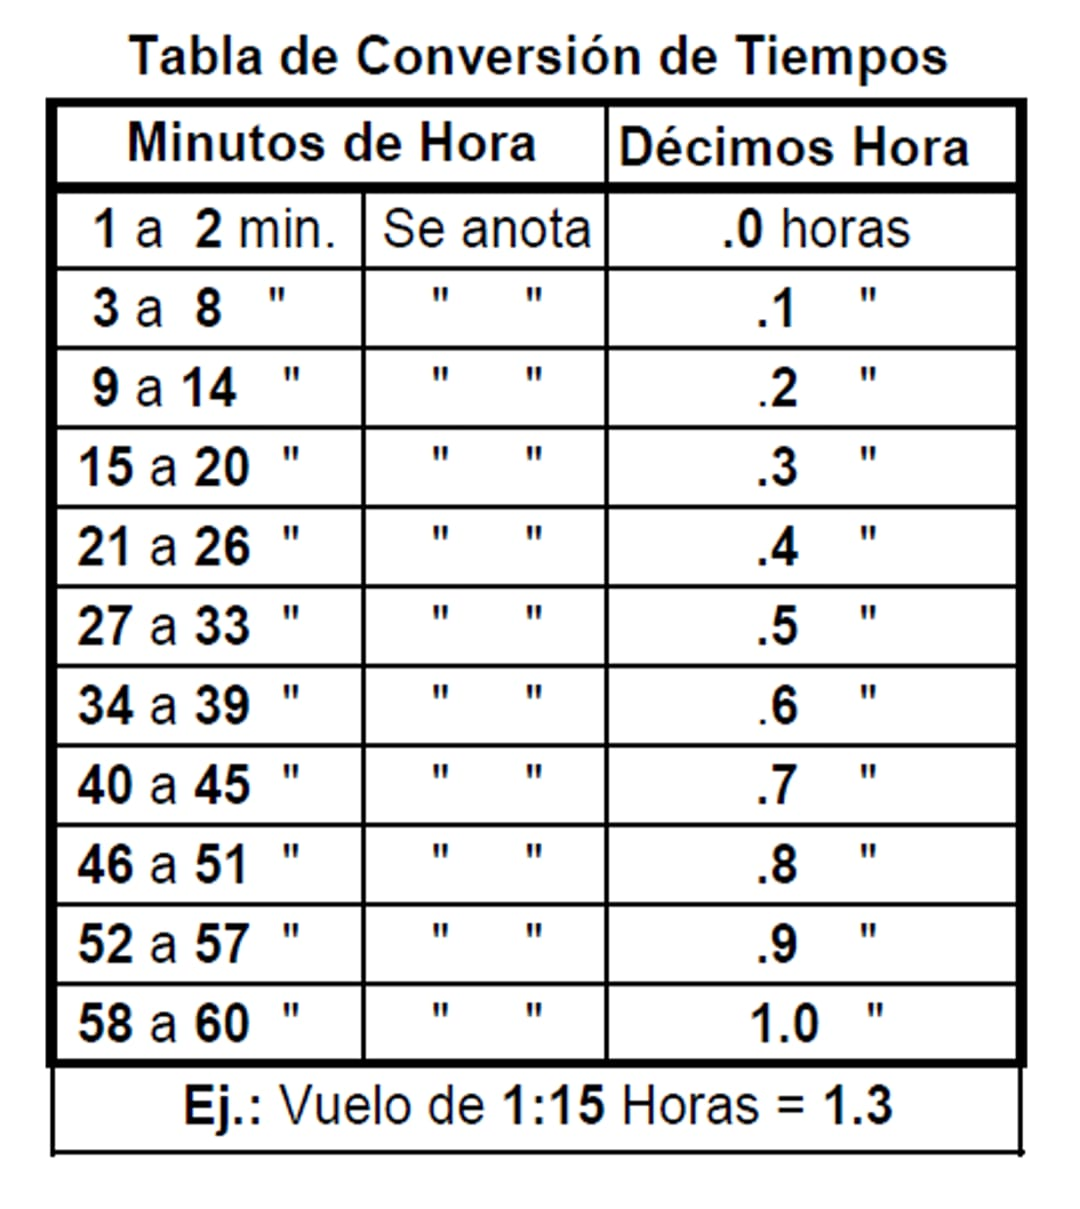 Tabla de Conversión de Tiempos
Minutos de Hora Décimos Hora
1 a 2 min. Se anota .0 horas
3 a 8 " " " .1 "
9 a 14 " " " .2 "
15 a 20 " " " .3 "
21 a 26 " " " .4 "
27 a 33 " " " .5 "
34 a 39 " " " .6 "
40 a 45 " " " .7 "
46 a 51 " " " .8 "
52 a 57 " " " .9 "
58 a 60 " " " 1.0 "
Ej.: Vuelo de 1:15 Horas = 1.3